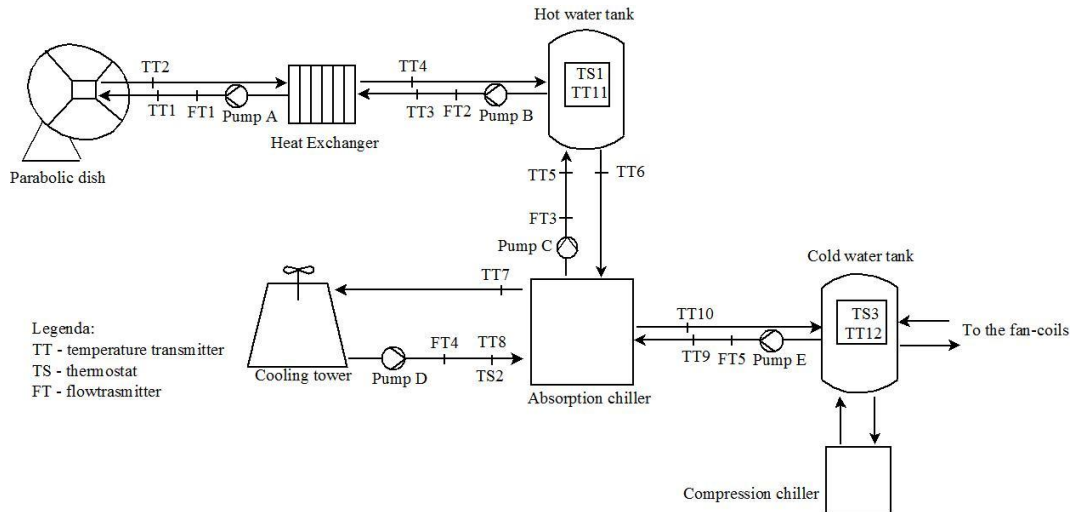 Hot water tank
TT2
TT4
TS1
TT11
TT1
FT1
Pump A
TT3
FT2
Pump B
Heat Exchanger
Parabolic dish
TT5
TT6
FT3
Pump C
Cold water tank
TT7
TT10
TS3
TT12
To the fan-coils
Legenda:
TT - temperature transmitter
TS - thermostat
FT - flowtrasmitter
FT4
TT8
TT9
FT5
Pump E
Cooling tower
Pump D
TS2
Absorption chiller
Compression chiller